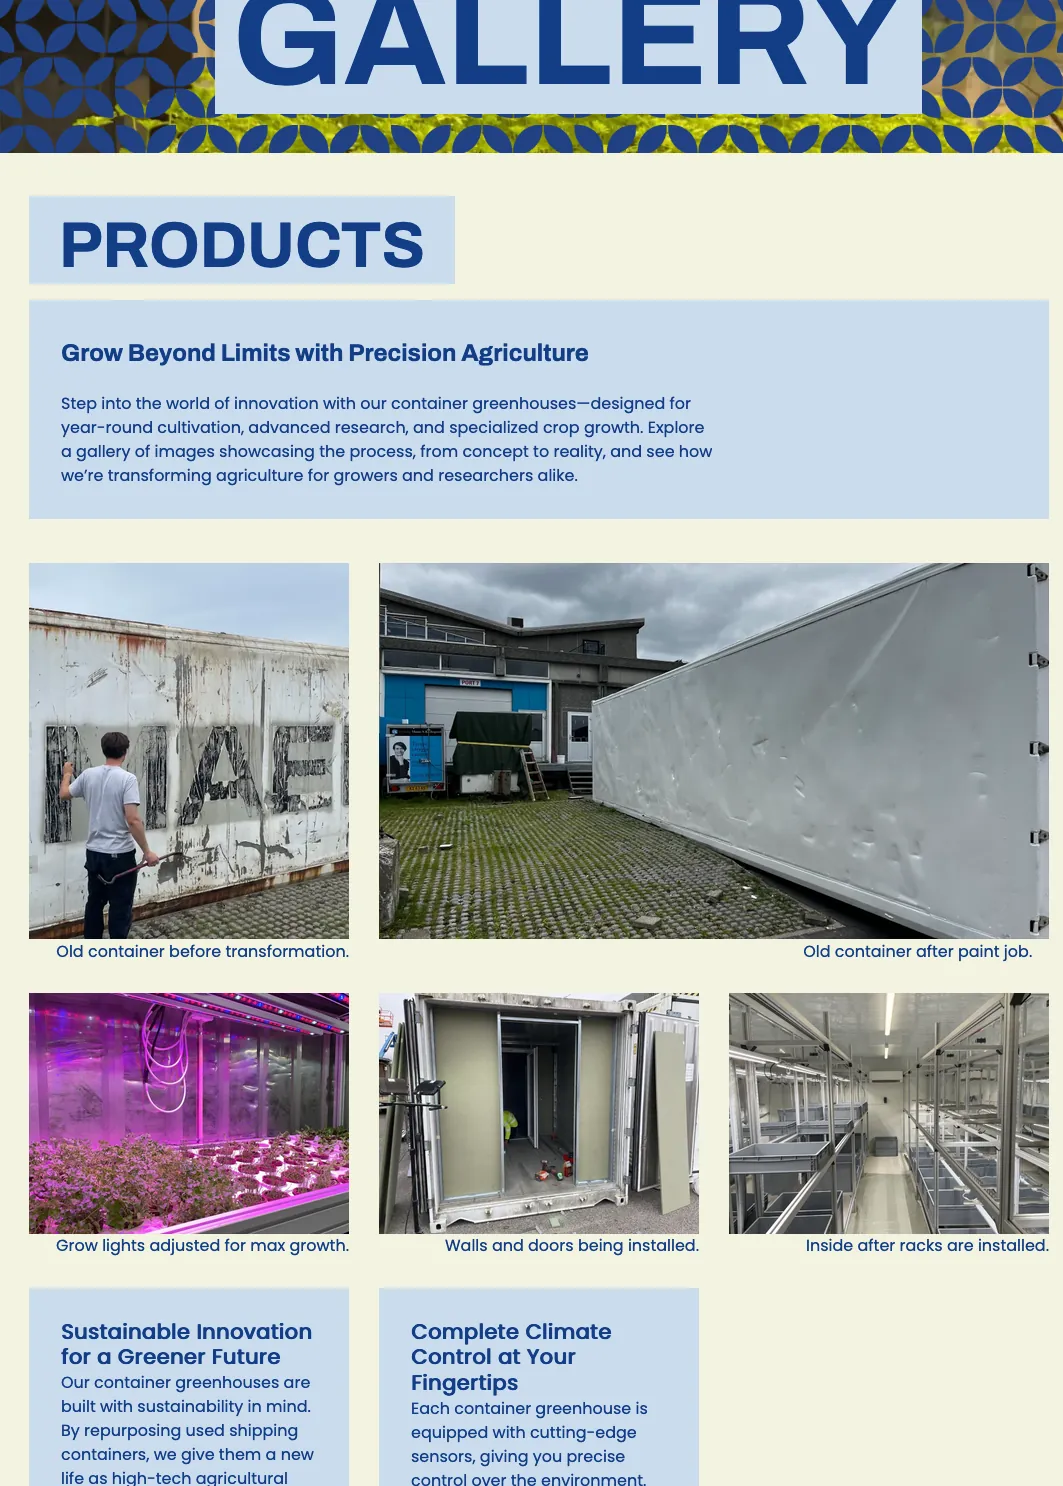 GALLERY
PRODUCTS
Grow Beyond Limits with Precision Agriculture
Step into the world of innovation with our container greenhouses—designed for
year-round cultivation, advanced research, and specialized crop growth. Explore
a gallery of images showcasing the process, from concept to reality, and see how
we’re transforming agriculture for growers and researchers alike.
MAE
PORT 7
Old container before transformation.
Old container after paint job.
Grow lights adjusted for max growth.
Walls and doors being installed.
Inside after racks are installed.
Sustainable Innovation
for a Greener Future
Our container greenhouses are
built with sustainability in mind.
By repurposing used shipping
containers, we give them a new
life as high-tech agricultural
Complete Climate
Control at Your
Fingertips
Each container greenhouse is
equipped with cutting-edge
sensors, giving you precise
control over the environment.